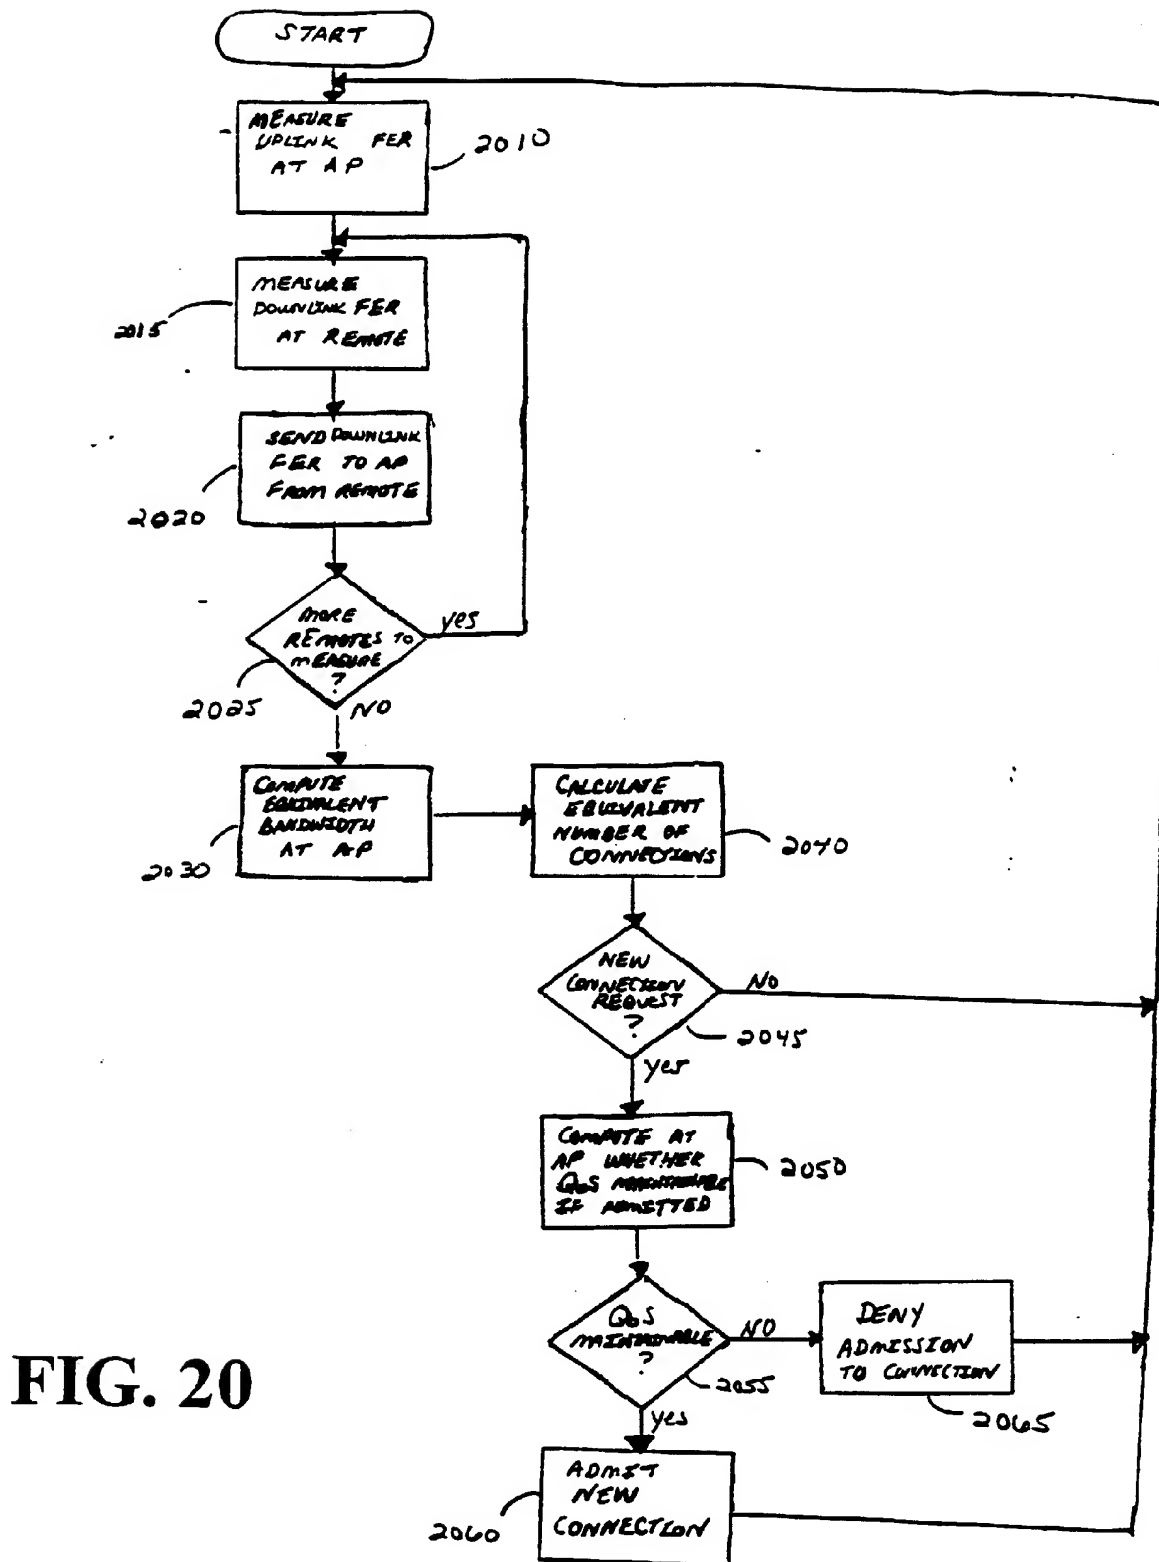 START
MEASURE
UPLINK FER
AT AP
2010
MEASURE
DOWNLINK FER
AT REMOTE
2015
SEND DOWNLINK
FER TO AP
FROM REMOTE
2020
MORE
REMOTES TO
MEASURE
?
yes
2025
NO
COMPUTE
EQUIVALENT
BANDWIDTH
AT AP
2030
CALCULATE
EQUIVALENT
NUMBER OF
CONNECTIONS
2040
NEW
CONNECTION
REQUEST
?
NO
2045
yes
COMPUTE AT
AP WHETHER
QoS MAINTAINABLE
IF ADMITTED
2050
QoS
MAINTAINABLE
?
NO
2055
yes
DENY
ADMISSION
TO CONNECTION
2065
ADMIT
NEW
CONNECTION
2060
FIG. 20